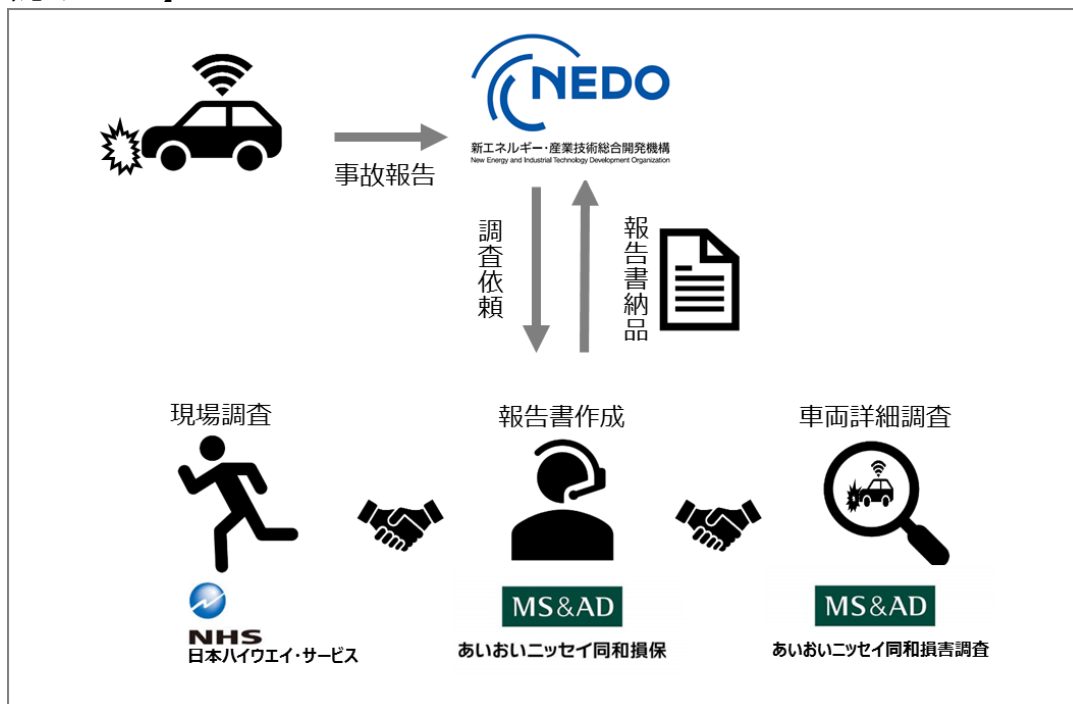 NEDO
新エネルギー・産業技術総合開発機構
New Energy and Industrial Technology Development Organization
事故報告
調査依頼
報告書納品
現場調査
報告書作成
車両詳細調査
NHS
日本ハイウエイ・サービス
MS&AD
あいおいニッセイ同和損保
MS&AD
あいおいニッセイ同和損害調査